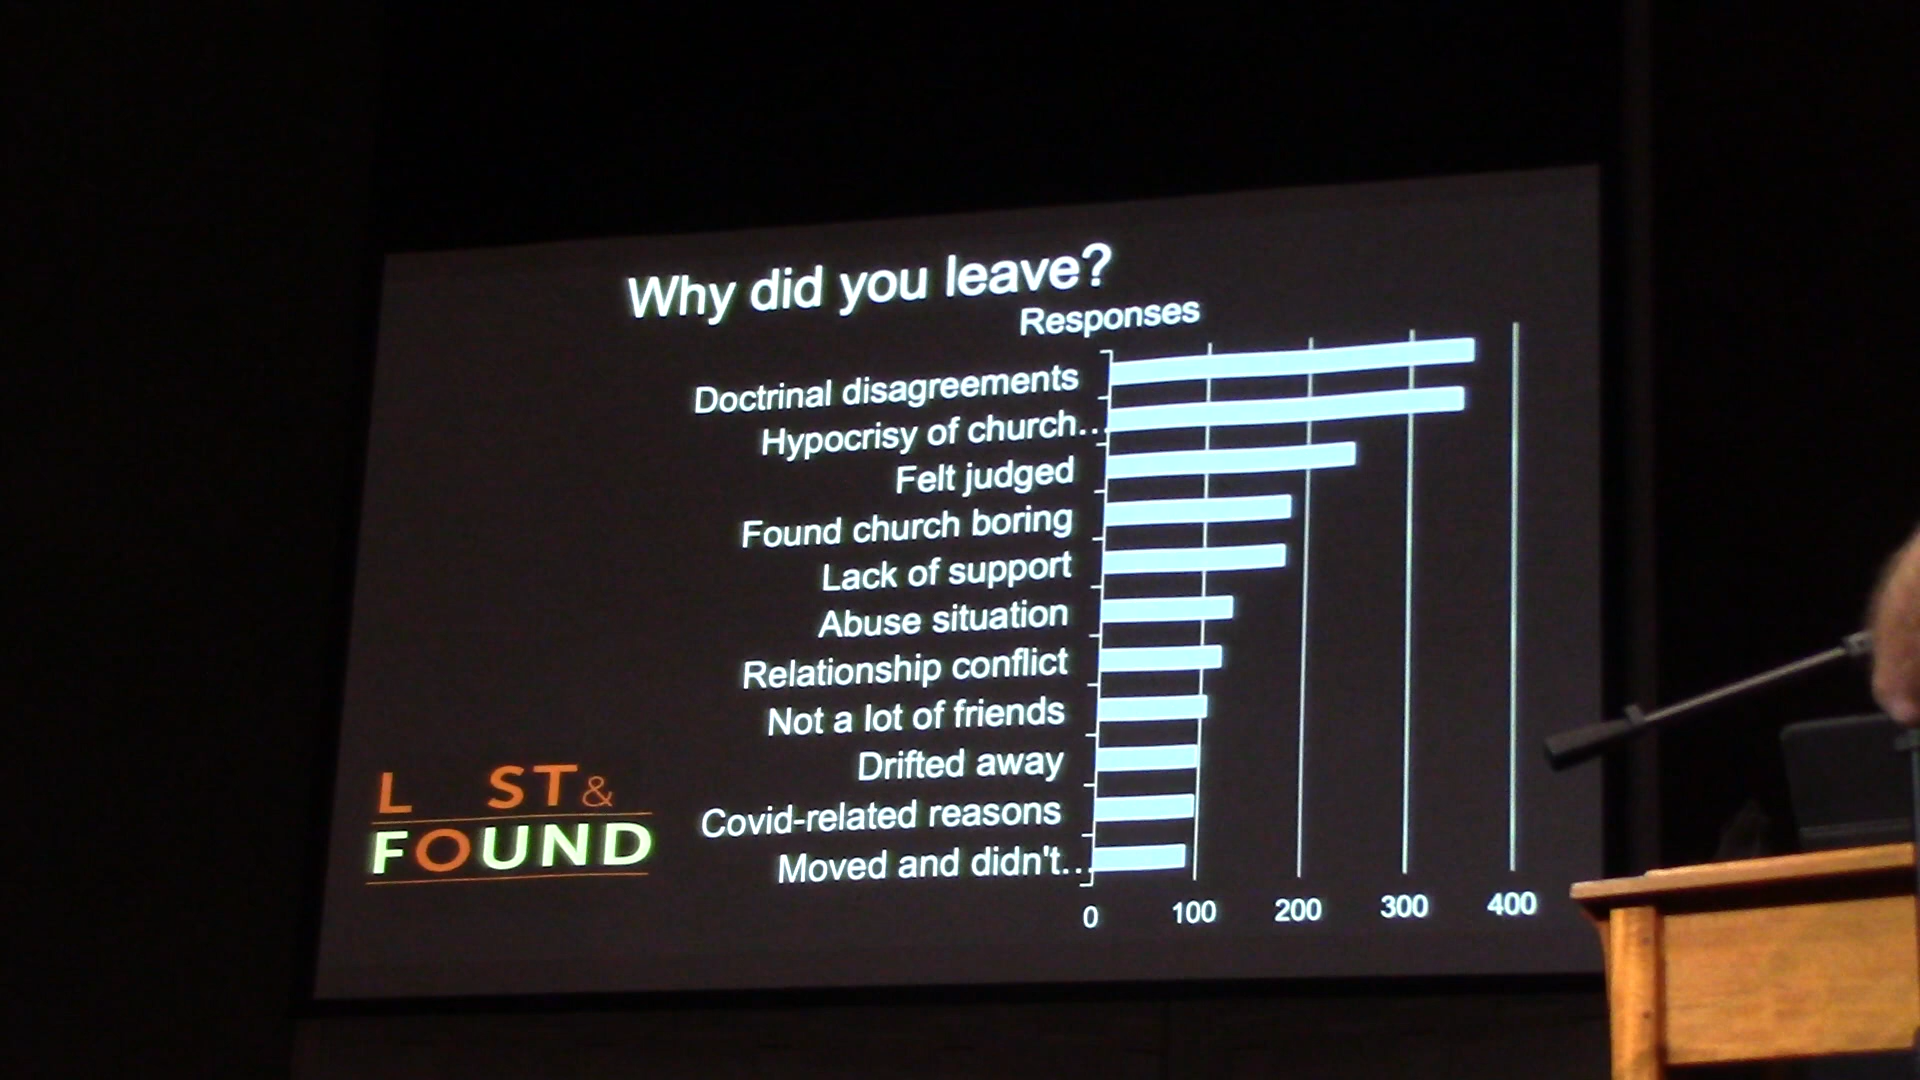 Why did you leave?
Responses
Doctrinal disagreements
Hypocrisy of church...
Felt judged
Found church boring
Lack of support
Abuse situation
Relationship conflict
Not a lot of friends
Drifted away
Covid-related reasons
Moved and didn't...
0 100 200 300 400
L ST&
FOUND